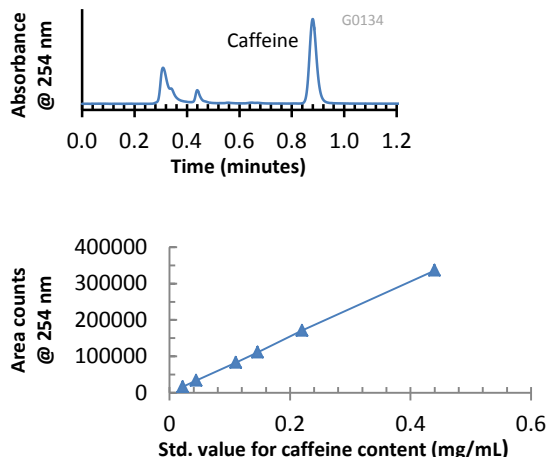 G0134
Caffeine
Absorbance
@ 254 nm
0.0 0.2 0.4 0.6 0.8 1.0 1.2
Time (minutes)
400000
300000
200000
100000
0
Area counts
@ 254 nm
0 0.2 0.4 0.6
Std. value for caffeine content (mg/mL)